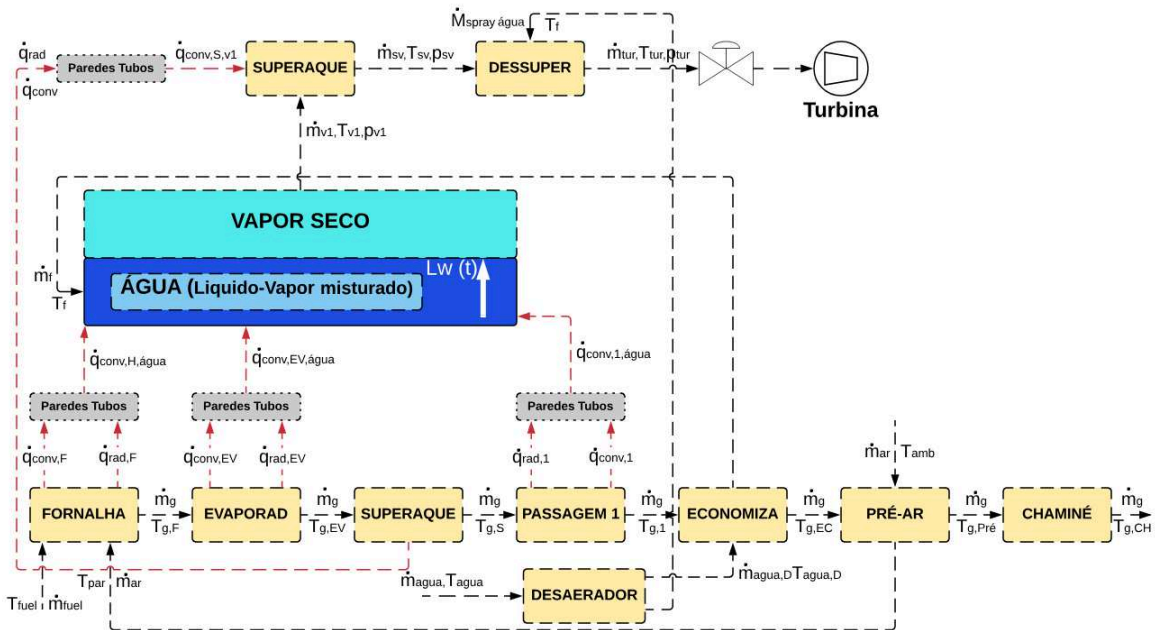 Ṁspray água
Tf
q̇rad
q̇conv
Paredes Tubos
q̇conv,S,v1
SUPERAQUE
ṁsv,Tsv,psv
DESSUPER
ṁtur,Ttur,ptur
Turbina
ṁv1,Tv1,pv1
VAPOR SECO
Lw (t)
ÁGUA (Liquido-Vapor misturado)
ṁf
Tf
q̇conv,H,água
q̇conv,EV,água
q̇conv,1,água
Paredes Tubos
Paredes Tubos
Paredes Tubos
q̇conv,F
q̇rad,F
q̇conv,EV
q̇rad,EV
q̇rad,1
q̇conv,1
ṁar
Tamb
FORNALHA
ṁg
Tg,F
EVAPORAD
ṁg
Tg,EV
SUPERAQUE
ṁg
Tg,S
PASSAGEM 1
ṁg
Tg,1
ECONOMIZA
ṁg
Tg,EC
PRÉ-AR
ṁg
Tg,Pré
CHAMINÉ
ṁg
Tg,CH
Tpar
ṁar
ṁagua,Tagua
DESAERADOR
ṁagua,DTagua,D
Tfuel
ṁfuel